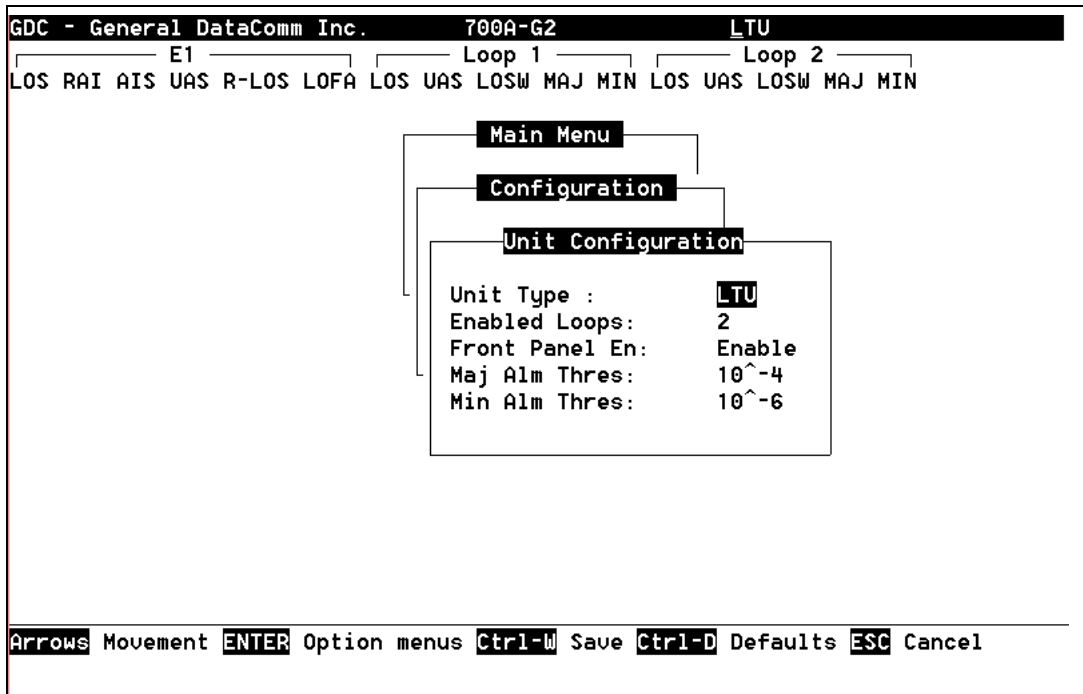 GDC - General DataComm Inc. 700A-G2 LTU
E1 Loop 1 Loop 2
LOS RAI AIS UAS R-LOS LOFA LOS UAS LOSW MAJ MIN LOS UAS LOSW MAJ MIN
Main Menu
Configuration
Unit Configuration
Unit Type : LTU
Enabled Loops: 2
Front Panel En: Enable
Maj Alm Thres: 10^-4
Min Alm Thres: 10^-6
Arrows Movement ENTER Option menus Ctrl-W Save Ctrl-D Defaults ESC Cancel